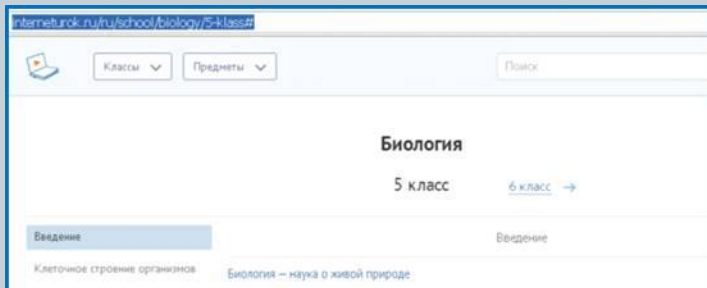 interneturok.ru/ru/school/biology/5-klass#
Классы Предметы Поиск
Биология
5 класс 6 класс →
Введение Введение
Клеточное строение организмов Биология — наука о живой природе